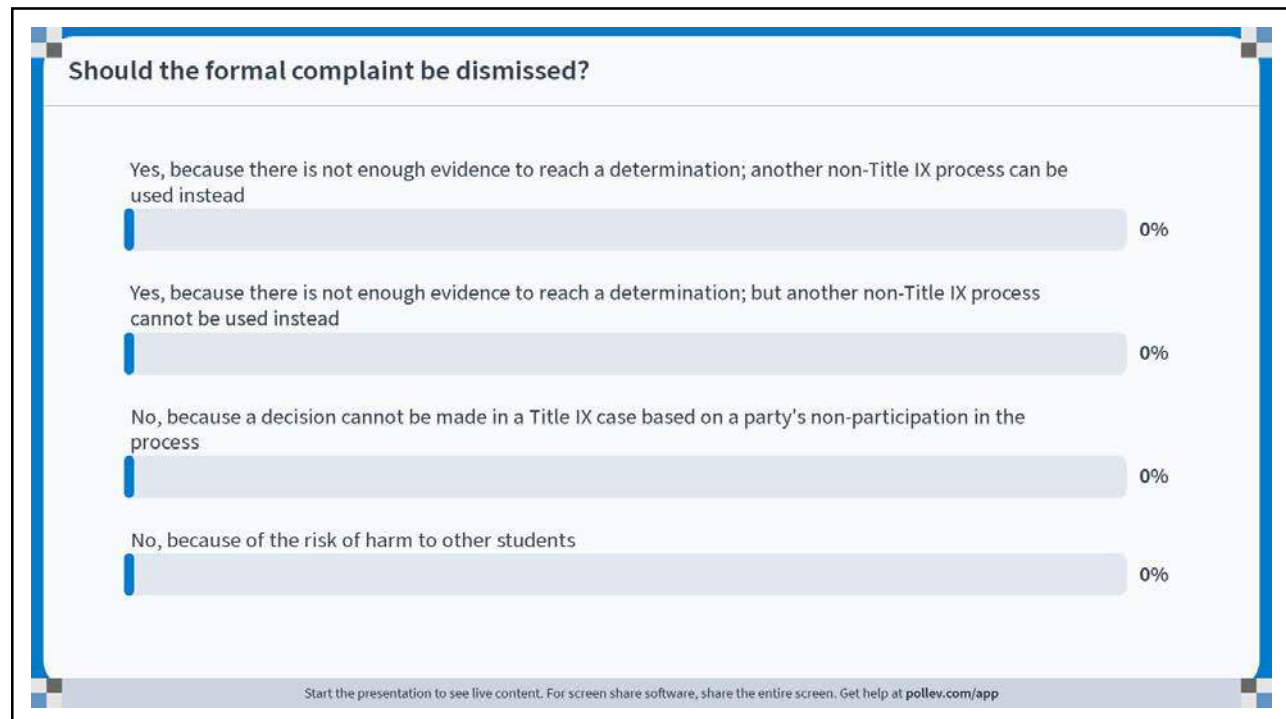 Should the formal complaint be dismissed?
Yes, because there is not enough evidence to reach a determination; another non-Title IX process can be
used instead
0%
Yes, because there is not enough evidence to reach a determination; but another non-Title IX process
cannot be used instead
0%
No, because a decision cannot be made in a Title IX case based on a party's non-participation in the
process
0%
No, because of the risk of harm to other students
0%
Start the presentation to see live content. For screen share software, share the entire screen. Get help at pollev.com/app